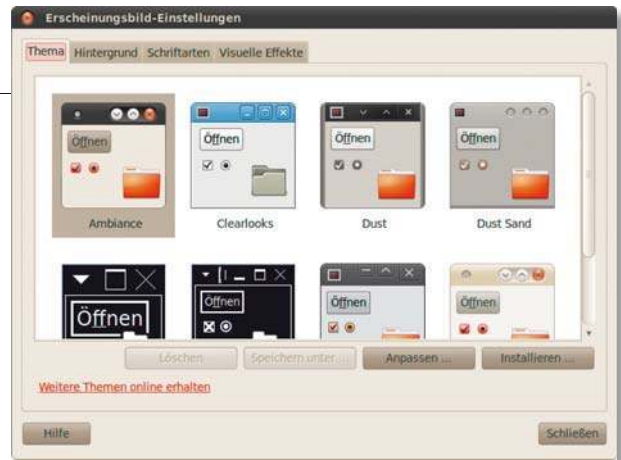 Erscheinungsbild-Einstellungen
Thema Hintergrund Schriftarten Visuelle Effekte
Öffnen Öffnen Öffnen Öffnen
Ambiance Clearlooks Dust Dust Sand
Öffnen Öffnen Öffnen Öffnen
Löschen Speichern unter ... Anpassen ... Installieren ...
Weitere Themen online erhalten
Hilfe Schließen